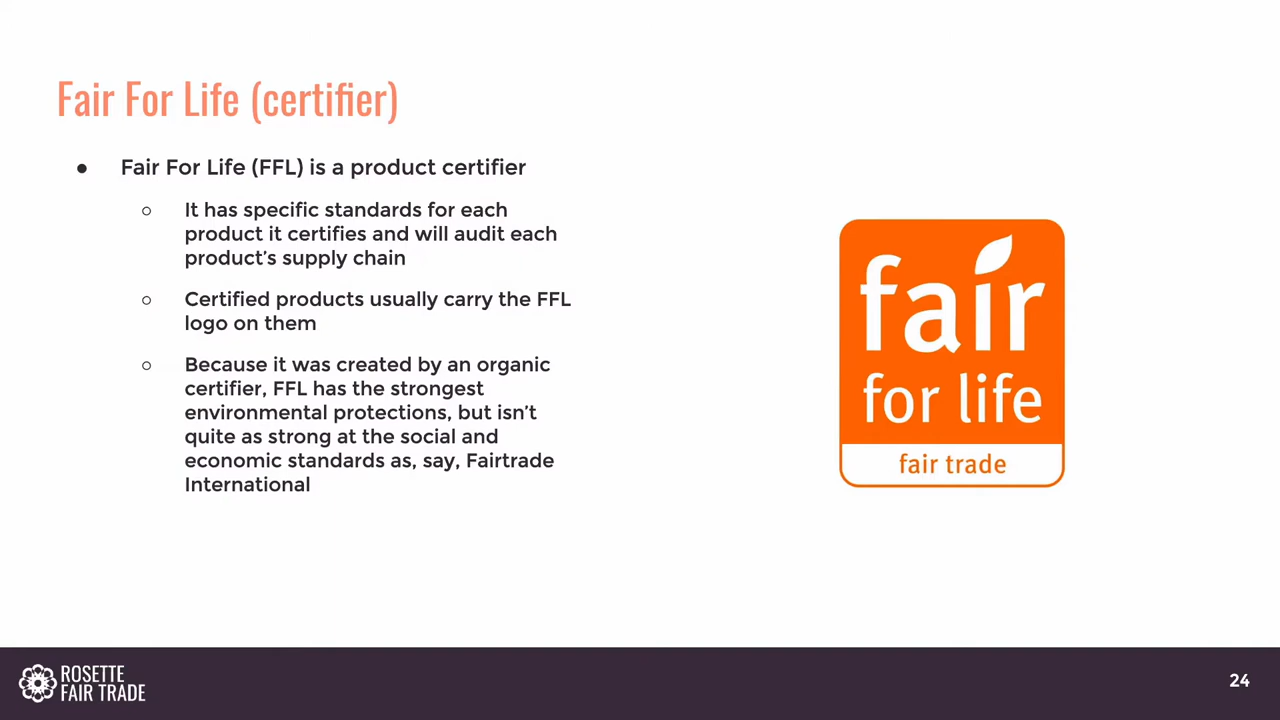 Fair For Life (certifier)
● Fair For Life (FFL) is a product certifier
○ It has specific standards for each
product it certifies and will audit each
product's supply chain
○ Certified products usually carry the FFL
logo on them
○ Because it was created by an organic
certifier, FFL has the strongest
environmental protections, but isn't
quite as strong at the social and
economic standards as, say, Fairtrade
International
fair
for life
fair trade
ROSETTE
FAIR TRADE
24